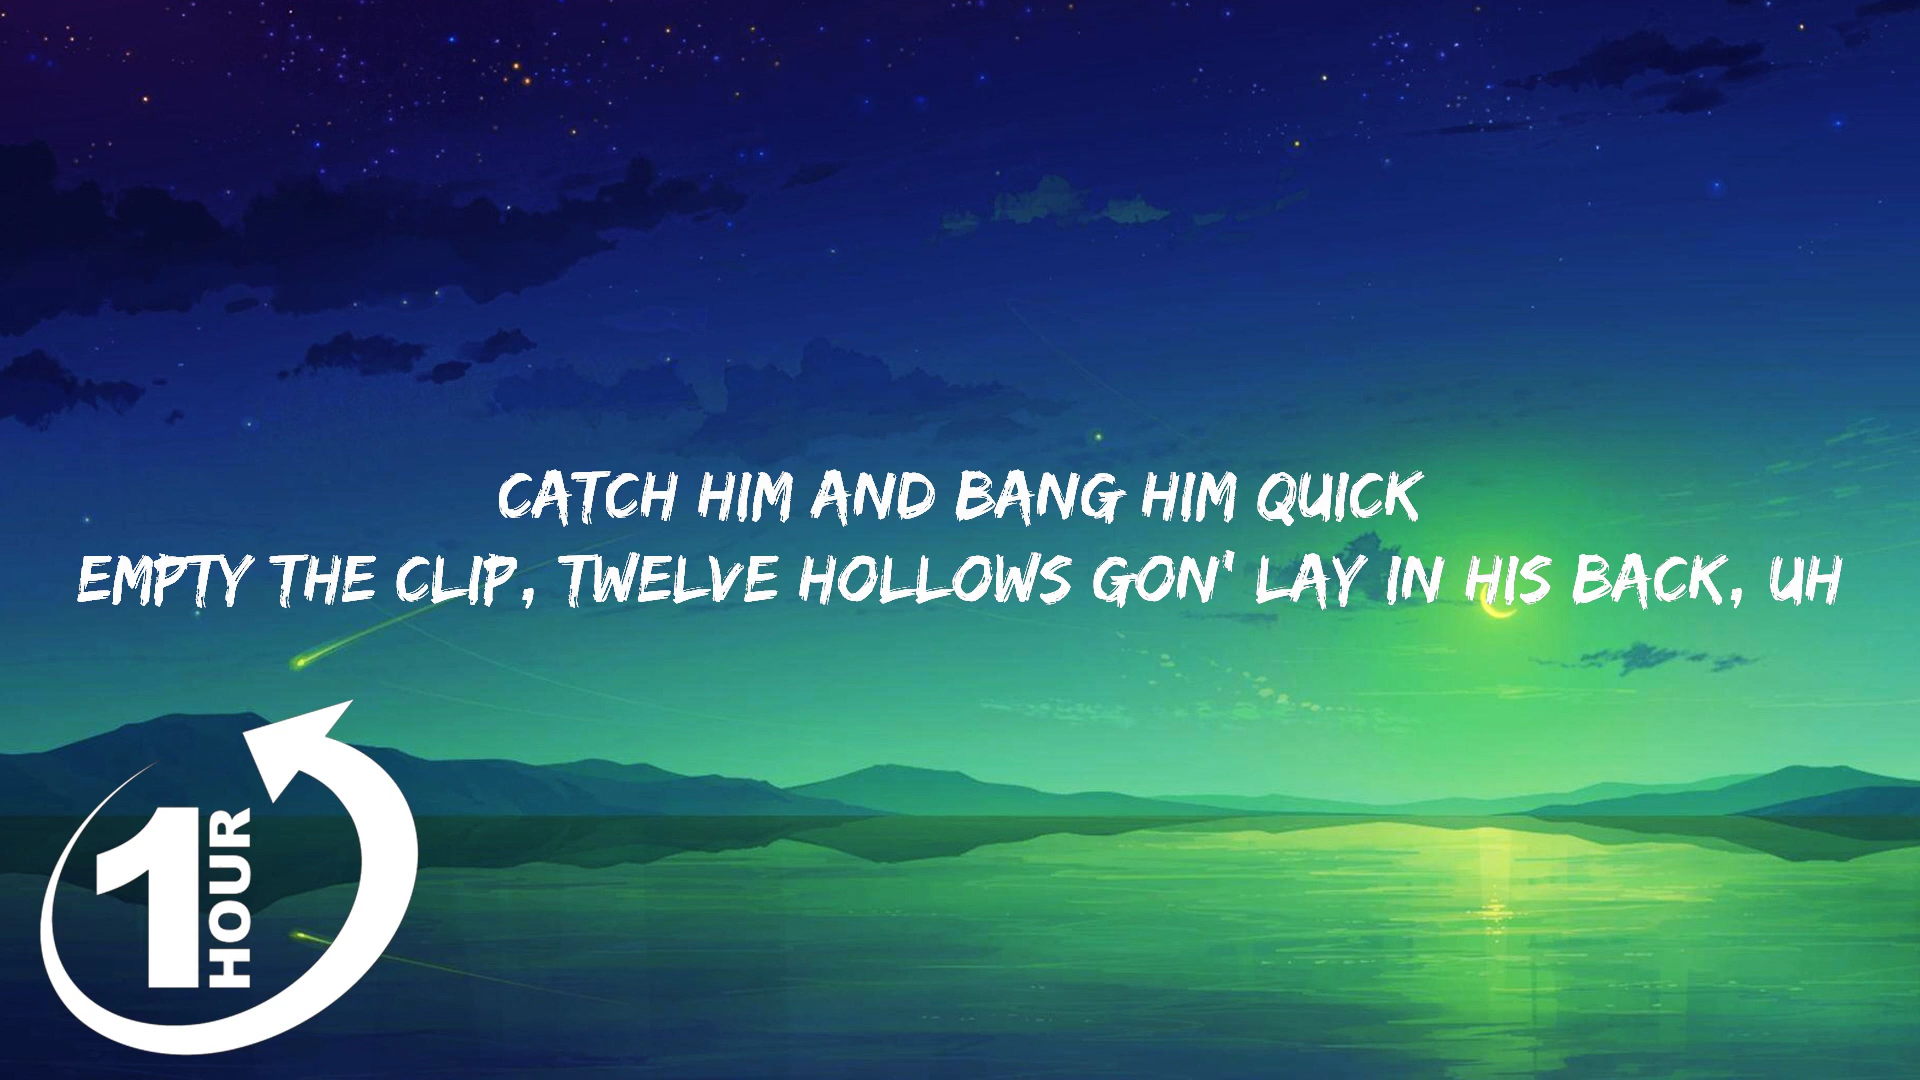 CATCH HIM AND BANG HIM QUICK
EMPTY THE CLIP, TWELVE HOLLOWS GON' LAY IN HIS BACK, UH
1 HOUR